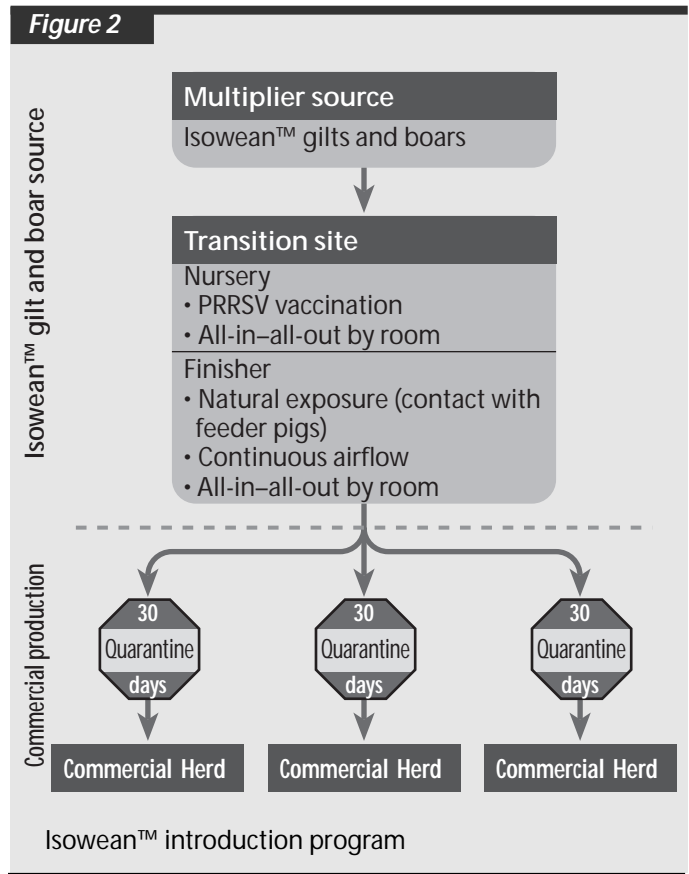 Figure 2
Isowean™ gilt and boar source
Multiplier source
Isowean™ gilts and boars
Transition site
Nursery
• PRRSV vaccination
• All-in–all-out by room
Finisher
• Natural exposure (contact with
feeder pigs)
• Continuous airflow
• All-in–all-out by room
Commercial production
30
Quarantine
days
30
Quarantine
days
30
Quarantine
days
Commercial Herd
Commercial Herd
Commercial Herd
Isowean™ introduction program